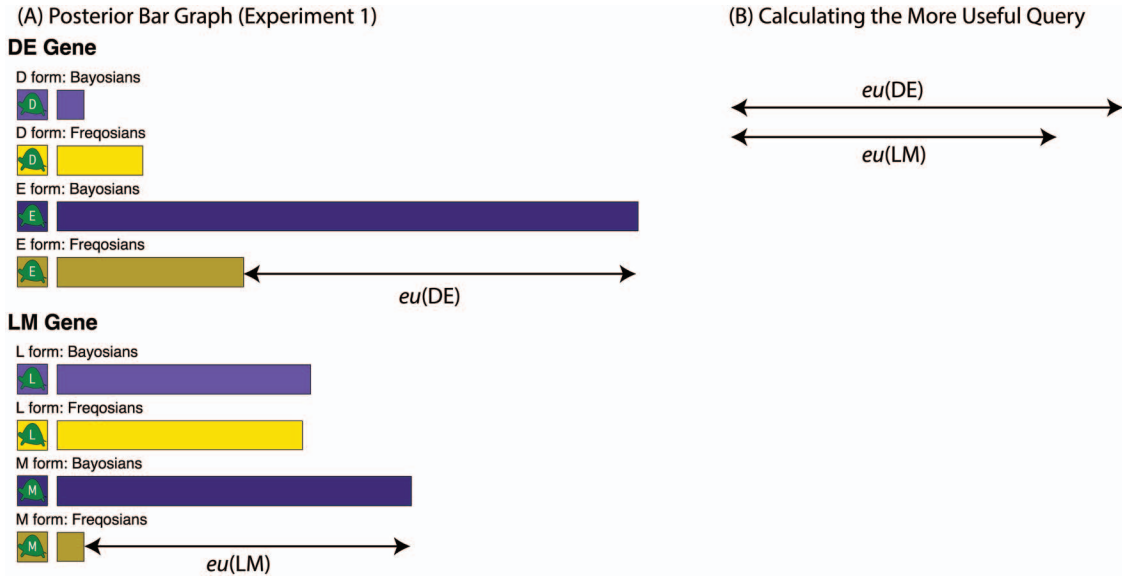 (A) Posterior Bar Graph (Experiment 1)
DE Gene
D form: Bayosians
D
D form: Freqosians
D
E form: Bayosians
E
E form: Freqosians
E
eu(DE)
LM Gene
L form: Bayosians
L
L form: Freqosians
L
M form: Bayosians
M
M form: Freqosians
M
eu(LM)
(B) Calculating the More Useful Query
eu(DE)
eu(LM)